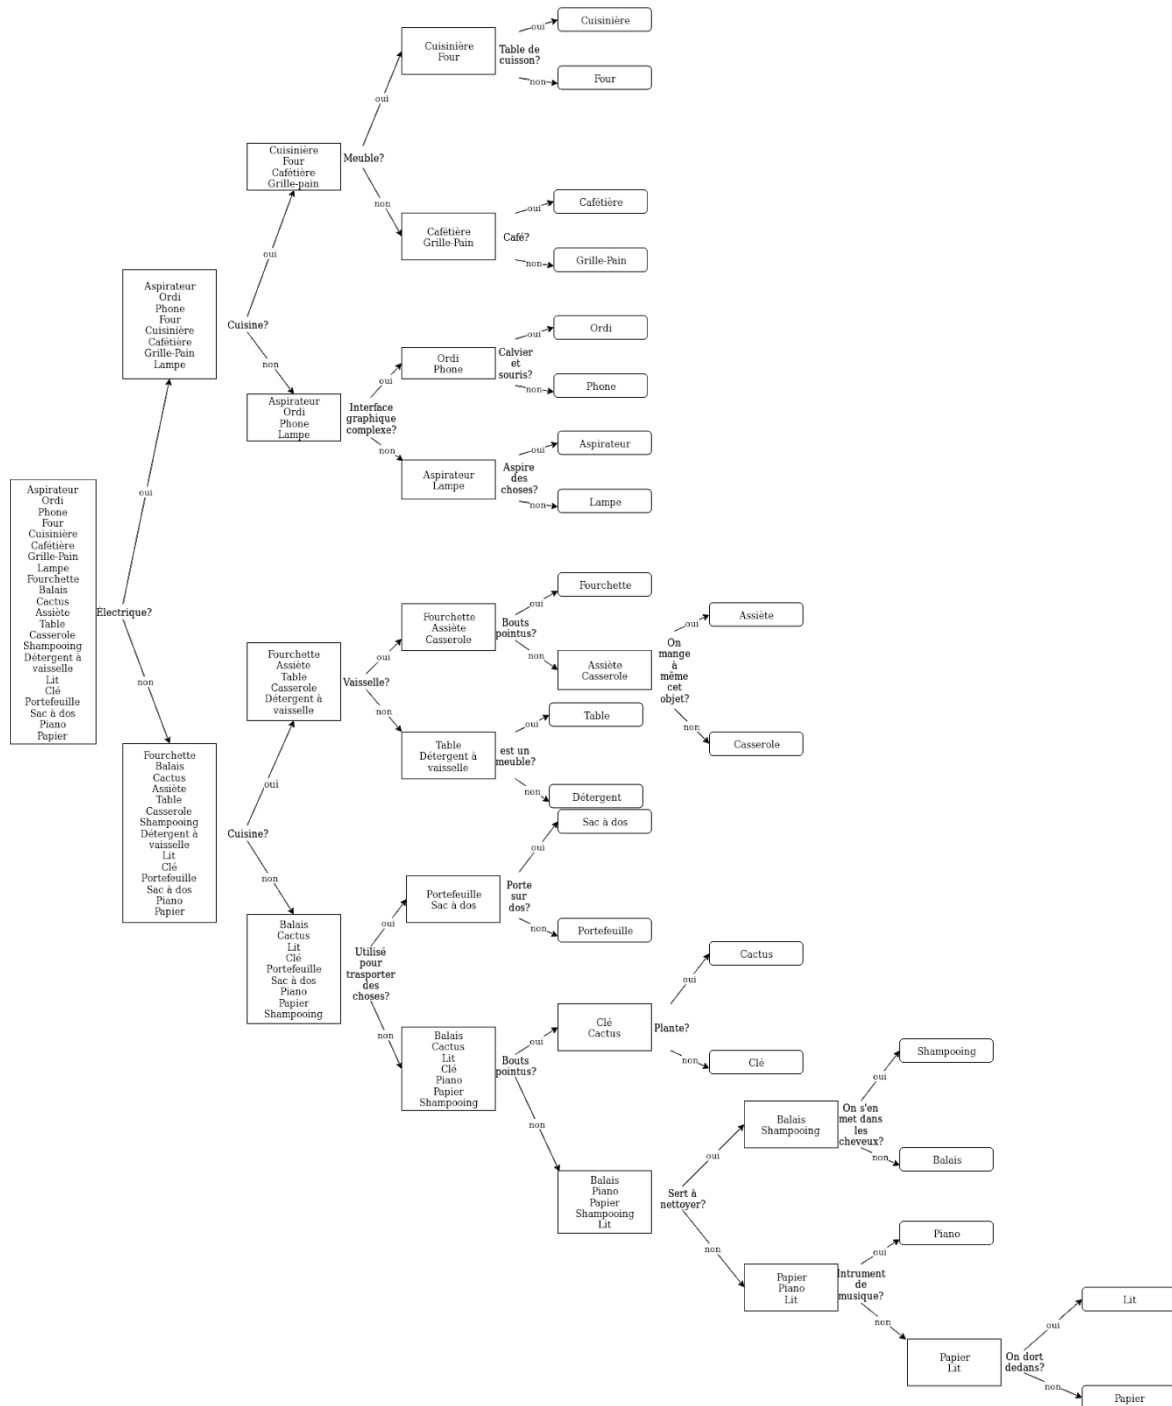 Aspirateur
Ordi
Phone
Four
Cuisinière
Cafétière
Grille-Pain
Lampe
Fourchette
Balais
Cactus
Assiète
Table
Casserole
Shampooing
Détergent à
vaisselle
Lit
Clé
Portefeuille
Sac à dos
Piano
Papier
Électrique?
oui
non
Aspirateur
Ordi
Phone
Four
Cuisinière
Cafétière
Grille-Pain
Lampe
Cuisine?
oui
non
Cuisinière
Four
Cafétière
Grille-pain
Meuble?
oui
non
Cuisinière
Four
Table de
cuisson?
oui
Cuisinière
non
Four
Cafétière
Grille-Pain
Café?
oui
Cafétière
non
Grille-Pain
Aspirateur
Ordi
Phone
Lampe
Interface
graphique
complexe?
oui
non
Ordi
Phone
Calvier
et
souris?
oui
Ordi
non
Phone
Aspirateur
Lampe
Aspire
des
choses?
oui
Aspirateur
non
Lampe
Fourchette
Balais
Cactus
Assiète
Table
Casserole
Shampooing
Détergent à
vaisselle
Lit
Clé
Portefeuille
Sac à dos
Piano
Papier
Cuisine?
oui
non
Fourchette
Assiète
Table
Casserole
Détergent à
vaisselle
Vaisselle?
oui
non
Fourchette
Assiète
Casserole
Bouts
pointus?
oui
Fourchette
non
Assiète
Casserole
On
mange
à
même
cet
objet?
oui
Assiète
non
Casserole
Table
Détergent à
vaisselle
est un
meuble?
oui
Table
non
Détergent
Balais
Cactus
Lit
Clé
Portefeuille
Sac à dos
Piano
Papier
Shampooing
Utilisé
pour
trasporter
des
choses?
oui
non
Portefeuille
Sac à dos
Porte
sur
dos?
oui
Sac à dos
non
Portefeuille
Balais
Cactus
Lit
Clé
Piano
Papier
Shampooing
Bouts
pointus?
oui
non
Clé
Cactus
Plante?
oui
Cactus
non
Clé
Balais
Piano
Papier
Shampooing
Lit
Sert à
nettoyer?
oui
non
Balais
Shampooing
On s'en
met dans
les
cheveux?
oui
Shampooing
non
Balais
Papier
Piano
Lit
Intrument
de
musique?
oui
Piano
non
Papier
Lit
On dort
dedans?
oui
Lit
non
Papier